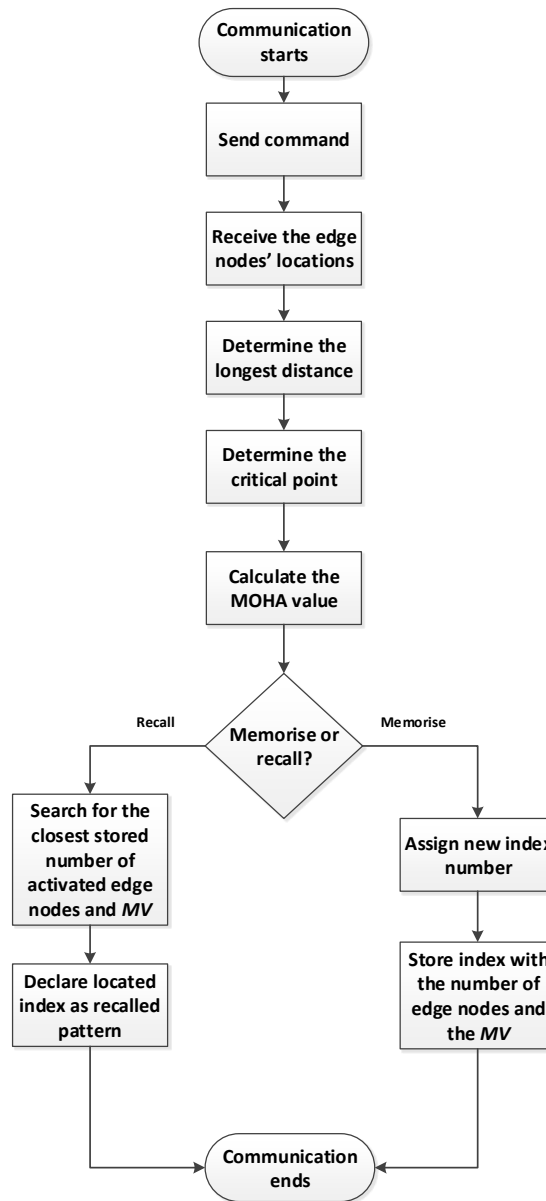 Communication
starts
Send command
Receive the edge
nodes’ locations
Determine the
longest distance
Determine the
critical point
Calculate the
MOHA value
Memorise or
recall?
Recall
Memorise
Search for the
closest stored
number of
activated edge
nodes and MV
Declare located
index as recalled
pattern
Assign new index
number
Store index with
the number of
edge nodes and
the MV
Communication
ends